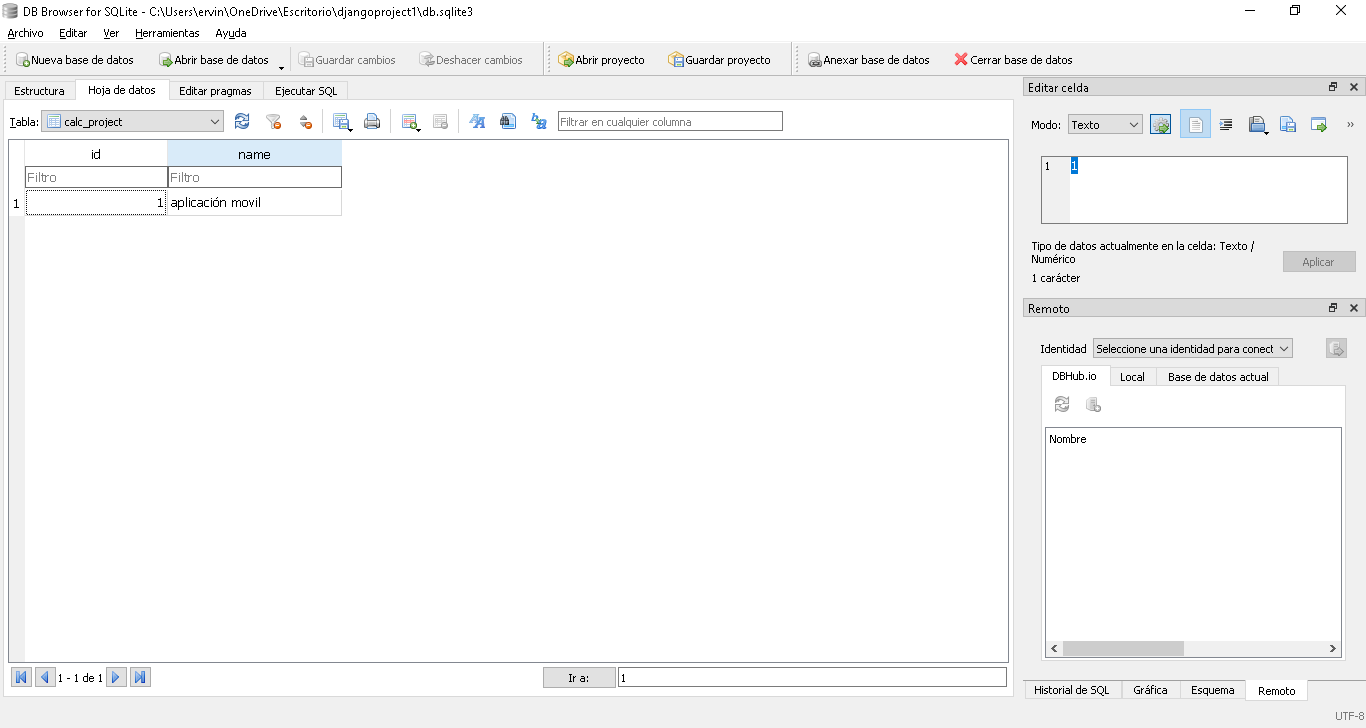 DB Browser for SQLite - C:\Users\ervin\OneDrive\Escritorio\djangoproject1\db.sqlite3
Archivo Editar Ver Herramientas Ayuda
Nueva base de datos Abrir base de datos Guardar cambios Deshacer cambios Abrir proyecto Guardar proyecto Anexar base de datos Cerrar base de datos
Estructura Hoja de datos Editar pragmas Ejecutar SQL
Tabla: calc_project Filtrar en cualquier columna
id name
Filtro Filtro
1 1 aplicación movil
1 - 1 de 1 Ir a: 1
Editar celda
Modo: Texto
1 1
Tipo de datos actualmente en la celda: Texto /
Numérico
Aplicar
1 carácter
Remoto
Identidad Seleccione una identidad para conect
DBHub.io Local Base de datos actual
Nombre
Historial de SQL Gráfica Esquema Remoto
UTF-8